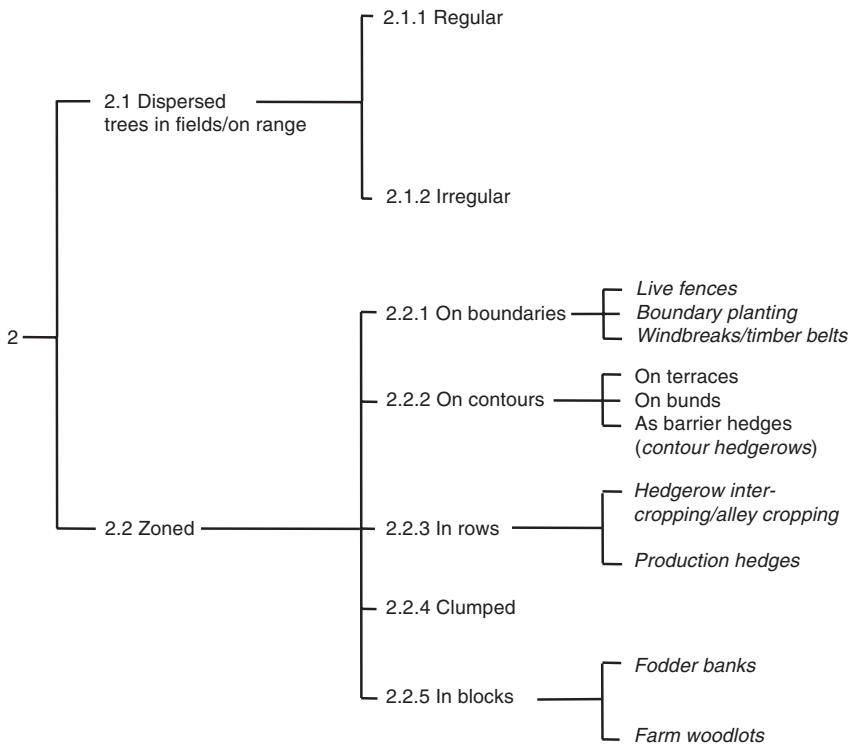 2
2.1 Dispersed
trees in fields/on range
2.1.1 Regular
2.1.2 Irregular
2.2 Zoned
2.2.1 On boundaries
Live fences
Boundary planting
Windbreaks/timber belts
2.2.2 On contours
On terraces
On bunds
As barrier hedges
(contour hedgerows)
2.2.3 In rows
Hedgerow inter-
cropping/alley cropping
Production hedges
2.2.4 Clumped
2.2.5 In blocks
Fodder banks
Farm woodlots